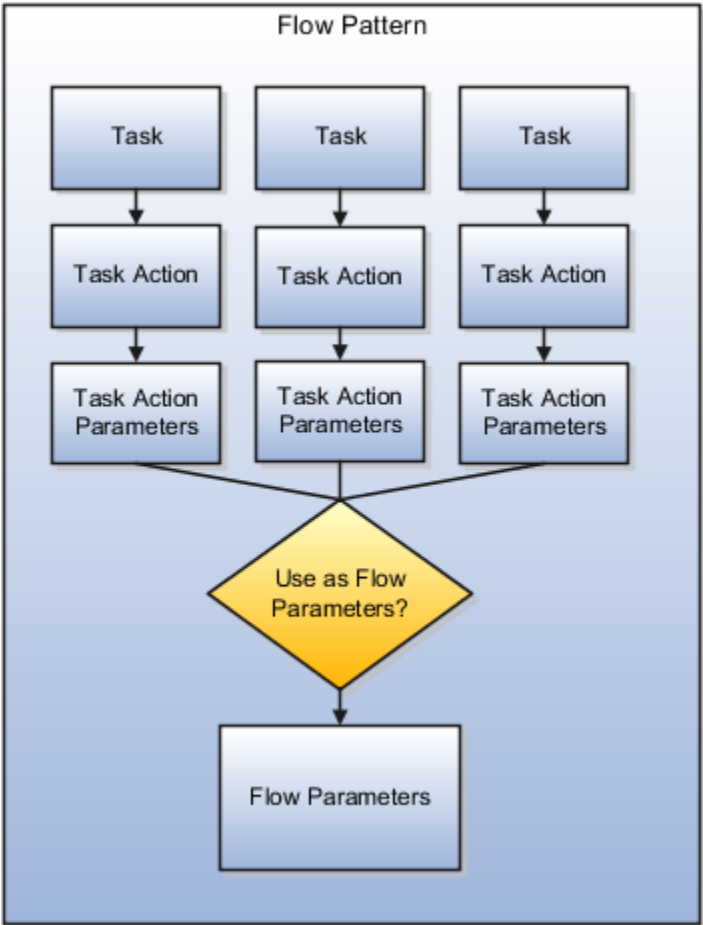 Flow Pattern
Task
Task
Task
Task Action
Task Action
Task Action
Task Action
Parameters
Task Action
Parameters
Task Action
Parameters
Use as Flow
Parameters?
Flow Parameters